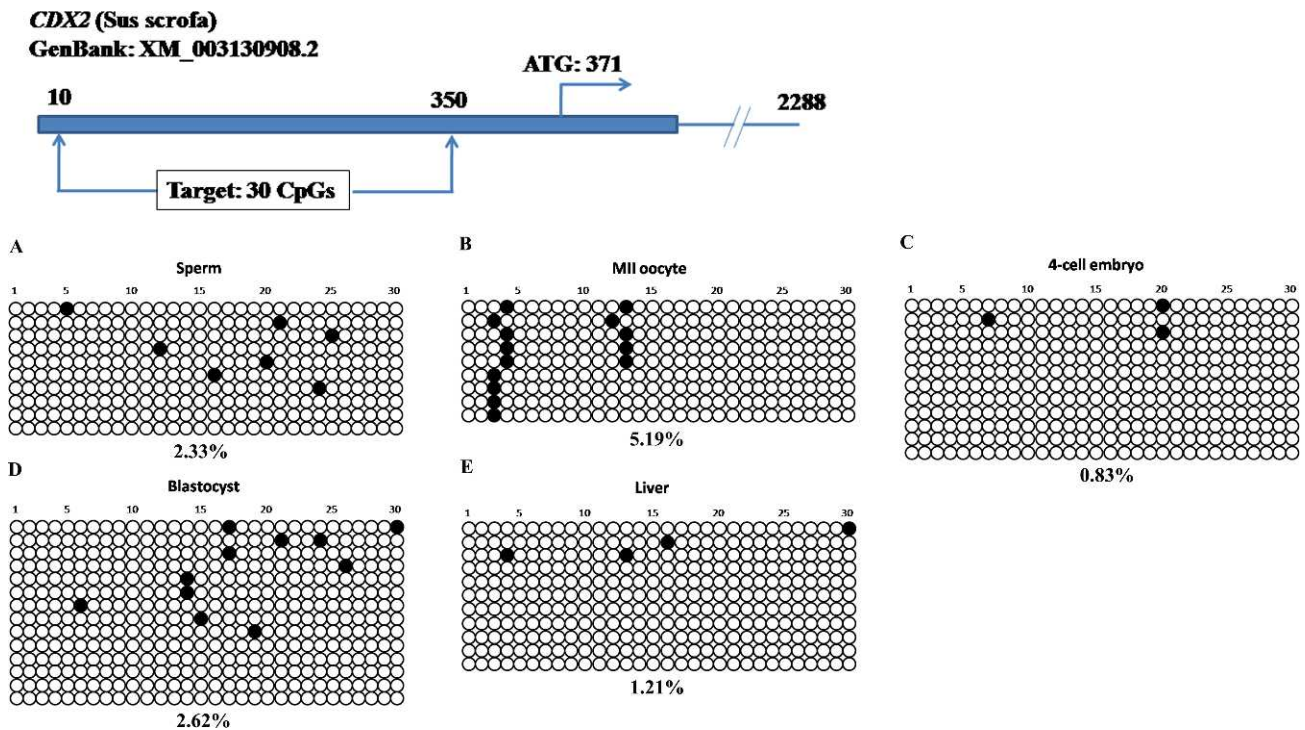 CDX2 (Sus scrofa)
GenBank: XM_003130908.2
ATG: 371
10
350
2288
Target: 30 CpGs
A
Sperm
1 5 10 15 20 25 30
2.33%
B
MII oocyte
1 5 10 15 20 25 30
5.19%
C
4-cell embryo
1 5 10 15 20 25 30
0.83%
D
Blastocyst
1 5 10 15 20 25 30
2.62%
E
Liver
1 5 10 15 20 25 30
1.21%